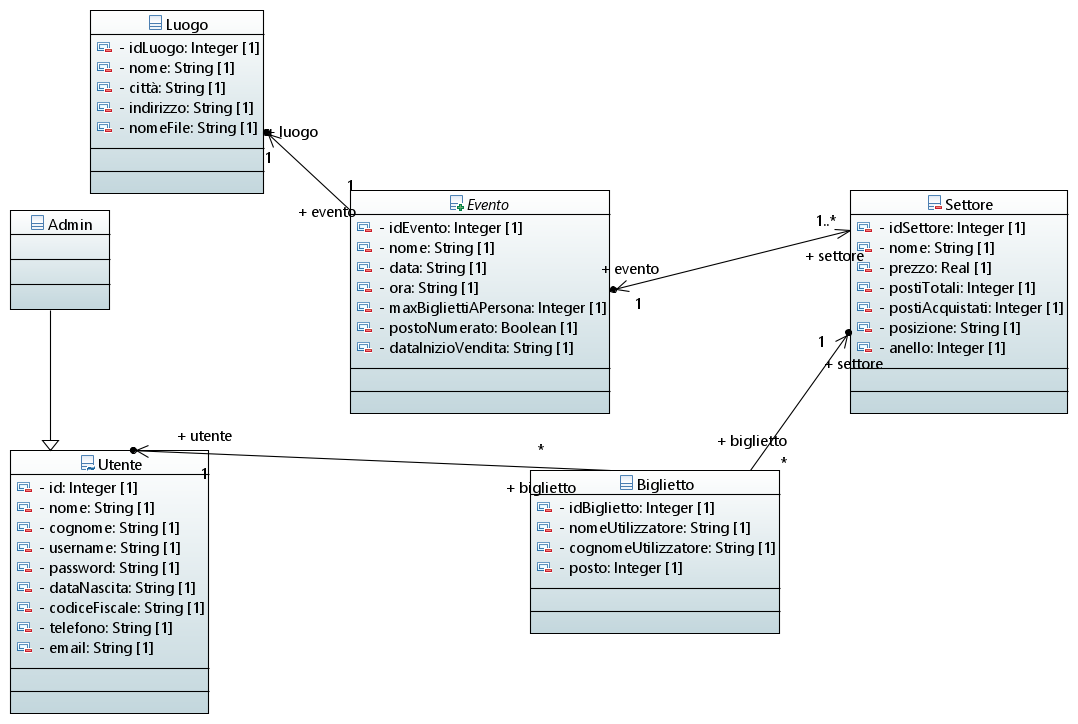 Luogo
- idLuogo: Integer [1]
- nome: String [1]
- città: String [1]
- indirizzo: String [1]
- nomeFile: String [1]
+ luogo
1
1
+ evento
Admin
Evento
- idEvento: Integer [1]
- nome: String [1]
- data: String [1]
- ora: String [1]
- maxBigliettiAPersona: Integer [1]
- postoNumerato: Boolean [1]
- dataInizioVendita: String [1]
+ evento
1
1..*
+ settore
Settore
- idSettore: Integer [1]
- nome: String [1]
- prezzo: Real [1]
- postiTotali: Integer [1]
- postiAcquistati: Integer [1]
- posizione: String [1]
- anello: Integer [1]
1
+ settore
+ biglietto
*
+ utente
1
*
+ biglietto
Utente
- id: Integer [1]
- nome: String [1]
- cognome: String [1]
- username: String [1]
- password: String [1]
- dataNascita: String [1]
- codiceFiscale: String [1]
- telefono: String [1]
- email: String [1]
Biglietto
- idBiglietto: Integer [1]
- nomeUtilizzatore: String [1]
- cognomeUtilizzatore: String [1]
- posto: Integer [1]